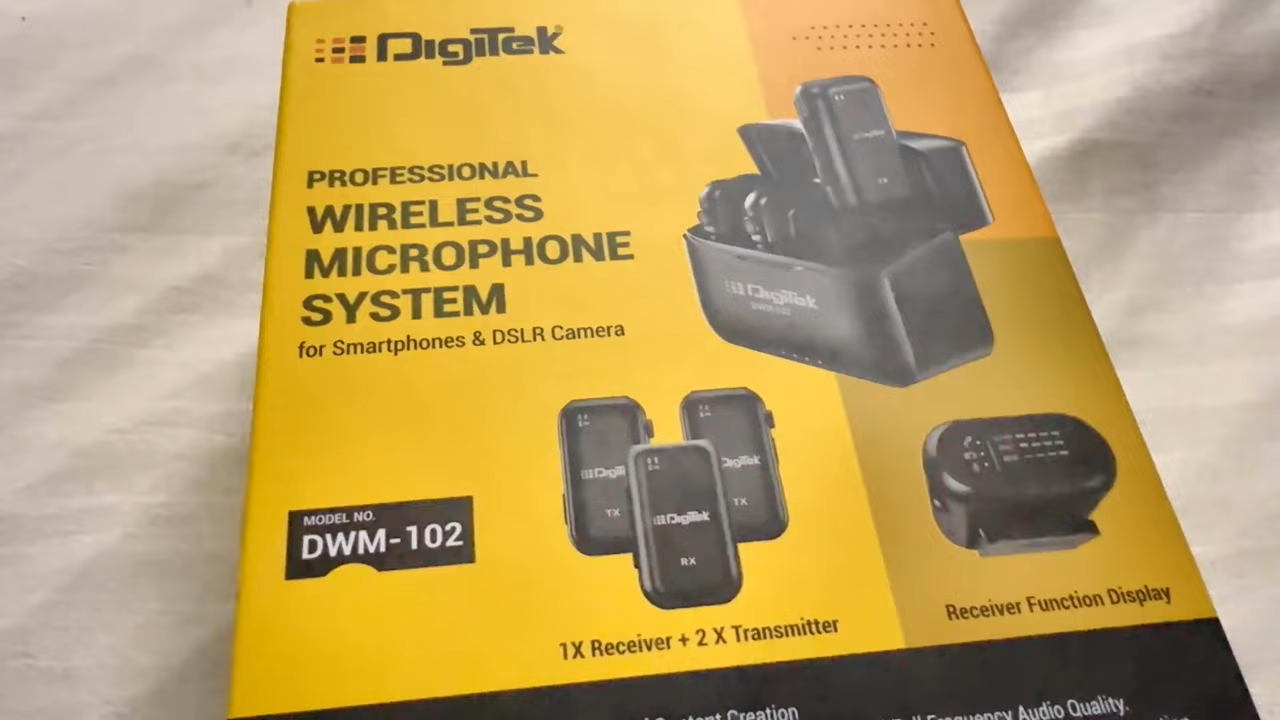 DigiTek
PROFESSIONAL
WIRELESS
MICROPHONE
SYSTEM
for Smartphones & DSLR Camera
DigiTek
DWM-102
DigiTek
TX
DigiTek
TX
DigiTek
RX
MODEL NO.
DWM-102
1X Receiver + 2 X Transmitter
Receiver Function Display
Content Creation
Full Frequency Audio Quality.